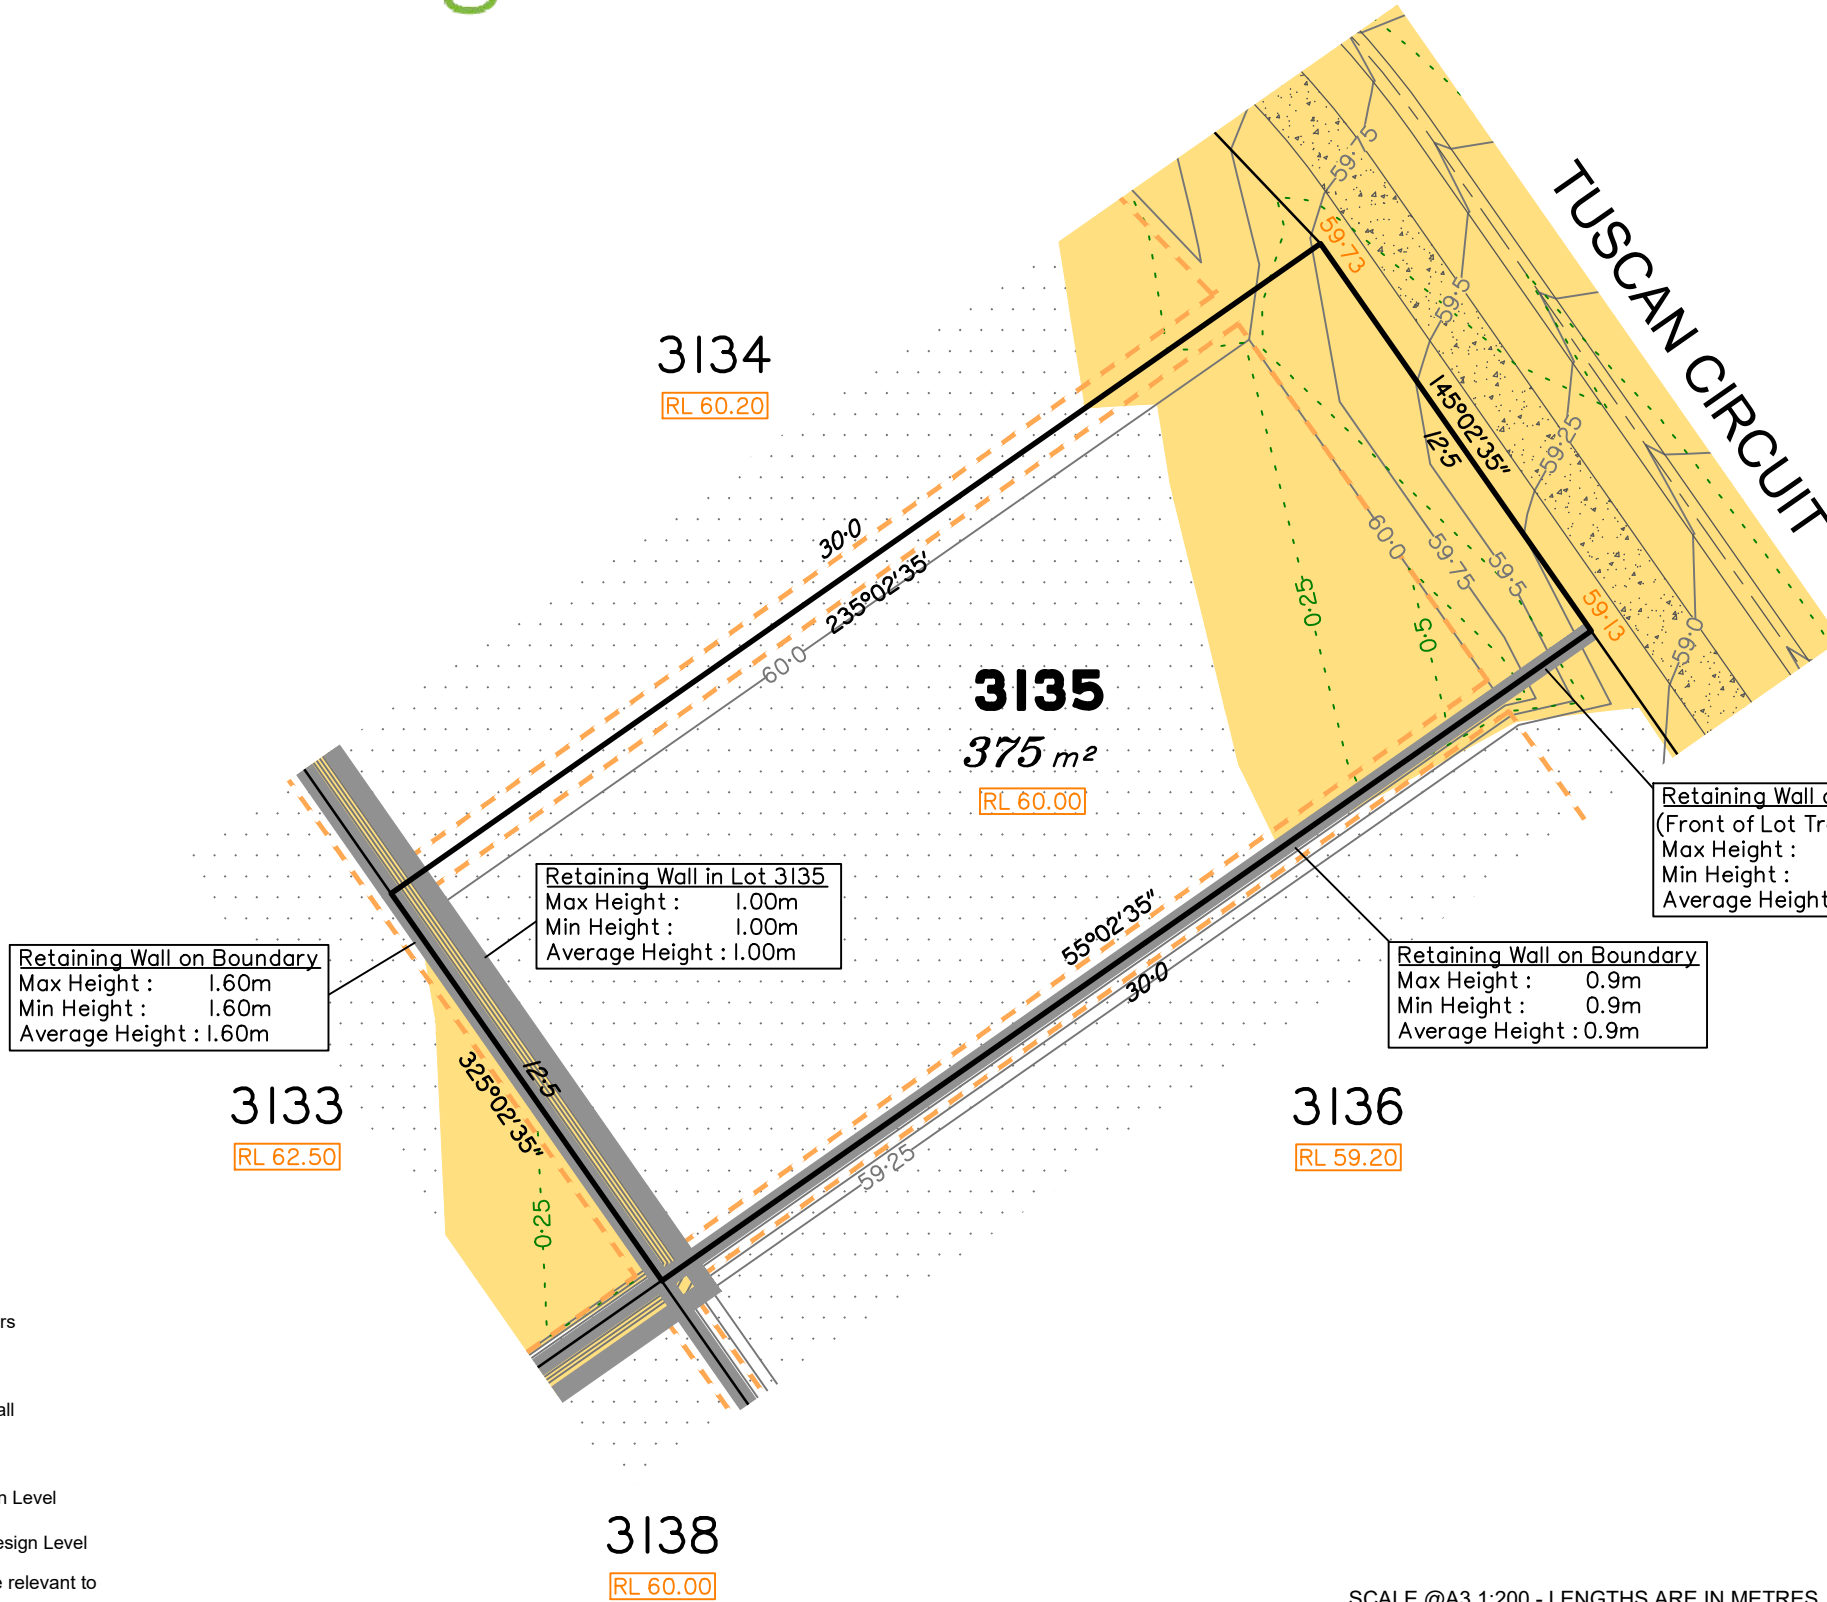 TUSCAN CIRCUIT
59·75
59·73
59·5
59·25
59·13
59·0
145°02'35"
12·5
3134
RL 60.20
30·0
235°02'35'
60·0
60·0
59·75
59·5
0·25
0·5
3135
375 m²
RL 60.00
Retaining Wall in Lot 3135
Max Height : 1.00m
Min Height : 1.00m
Average Height : 1.00m
Retaining Wall on Boundary
Max Height : 1.60m
Min Height : 1.60m
Average Height : 1.60m
Retaining Wall
(Front of Lot
Max Height :
Min Height :
Average Height
55°02'35"
30·0
Retaining Wall on Boundary
Max Height : 0.9m
Min Height : 0.9m
Average Height : 0.9m
12·5
325°02'35"
3133
RL 62.50
0·25
59·25
3136
RL 59.20
3138
RL 60.00
Level
Design Level
relevant to
SCALE @A3 1:200 - LENGTHS ARE IN METRES